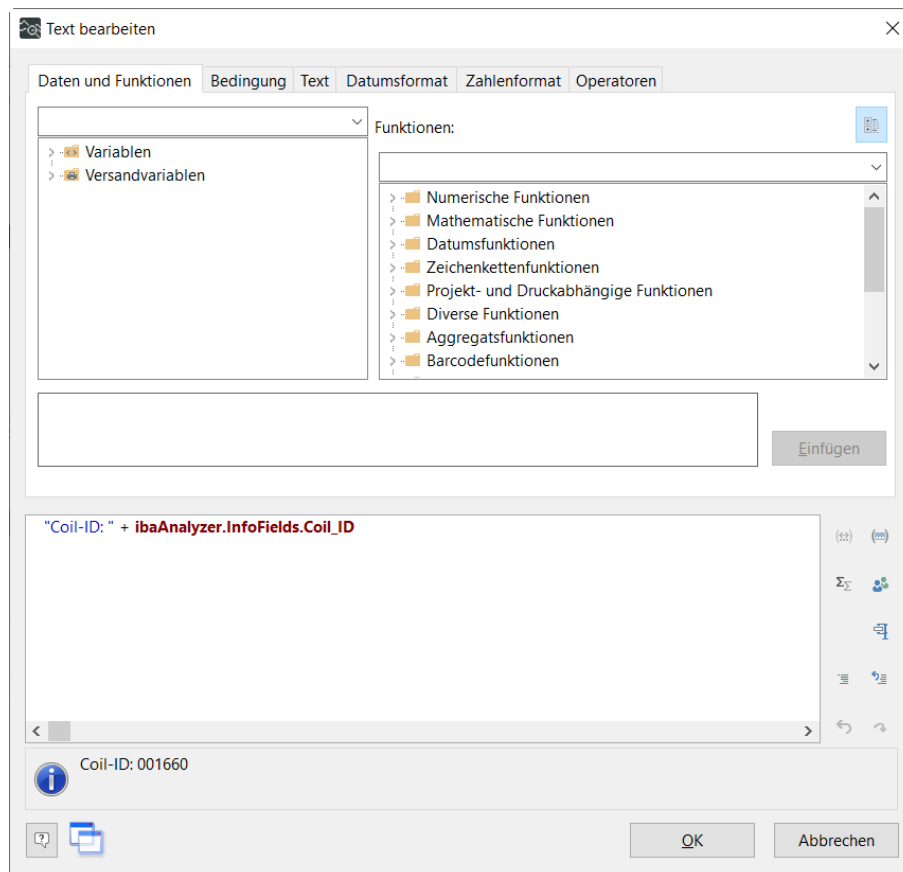 Text bearbeiten
Daten und Funktionen Bedingung Text Datumsformat Zahlenformat Operatoren
Funktionen:
Variablen
Versandvariablen
Numerische Funktionen
Mathematische Funktionen
Datumsfunktionen
Zeichenkettenfunktionen
Projekt- und Druckabhängige Funktionen
Diverse Funktionen
Aggregatsfunktionen
Barcodefunktionen
Einfügen
"Coil-ID: " + ibaAnalyzer.InfoFields.Coil_ID
Coil-ID: 001660
OK Abbrechen